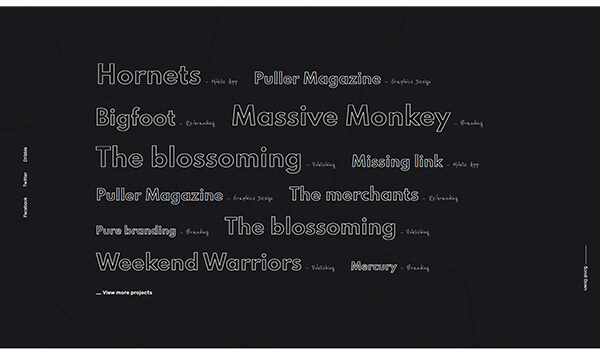 Hornets – Mobile App Puller Magazine – Graphics Design
Bigfoot – Re-branding Massive Monkey – Branding
The blossoming – Publishing Missing link – Mobile App
Puller Magazine – Graphics Design The merchants – Re-branding
Pure branding – Branding The blossoming – Publishing
Weekend Warriors – Publishing Mercury – Branding
— View more projects
Facebook Twitter Dribble
Scroll Down